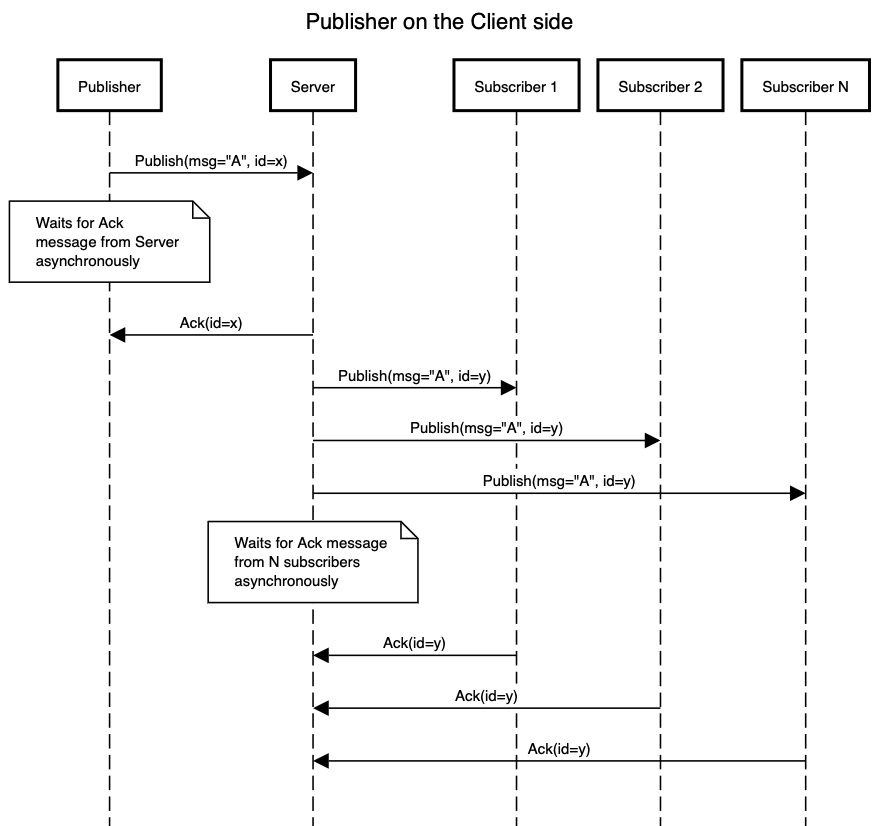 Publisher on the Client side
Publisher
Server
Subscriber 1
Subscriber 2
Subscriber N
Publish(msg="A", id=x)
Waits for Ack
message from Server
asynchronously
Ack(id=x)
Publish(msg="A", id=y)
Publish(msg="A", id=y)
Publish(msg="A", id=y)
Waits for Ack message
from N subscribers
asynchronously
Ack(id=y)
Ack(id=y)
Ack(id=y)